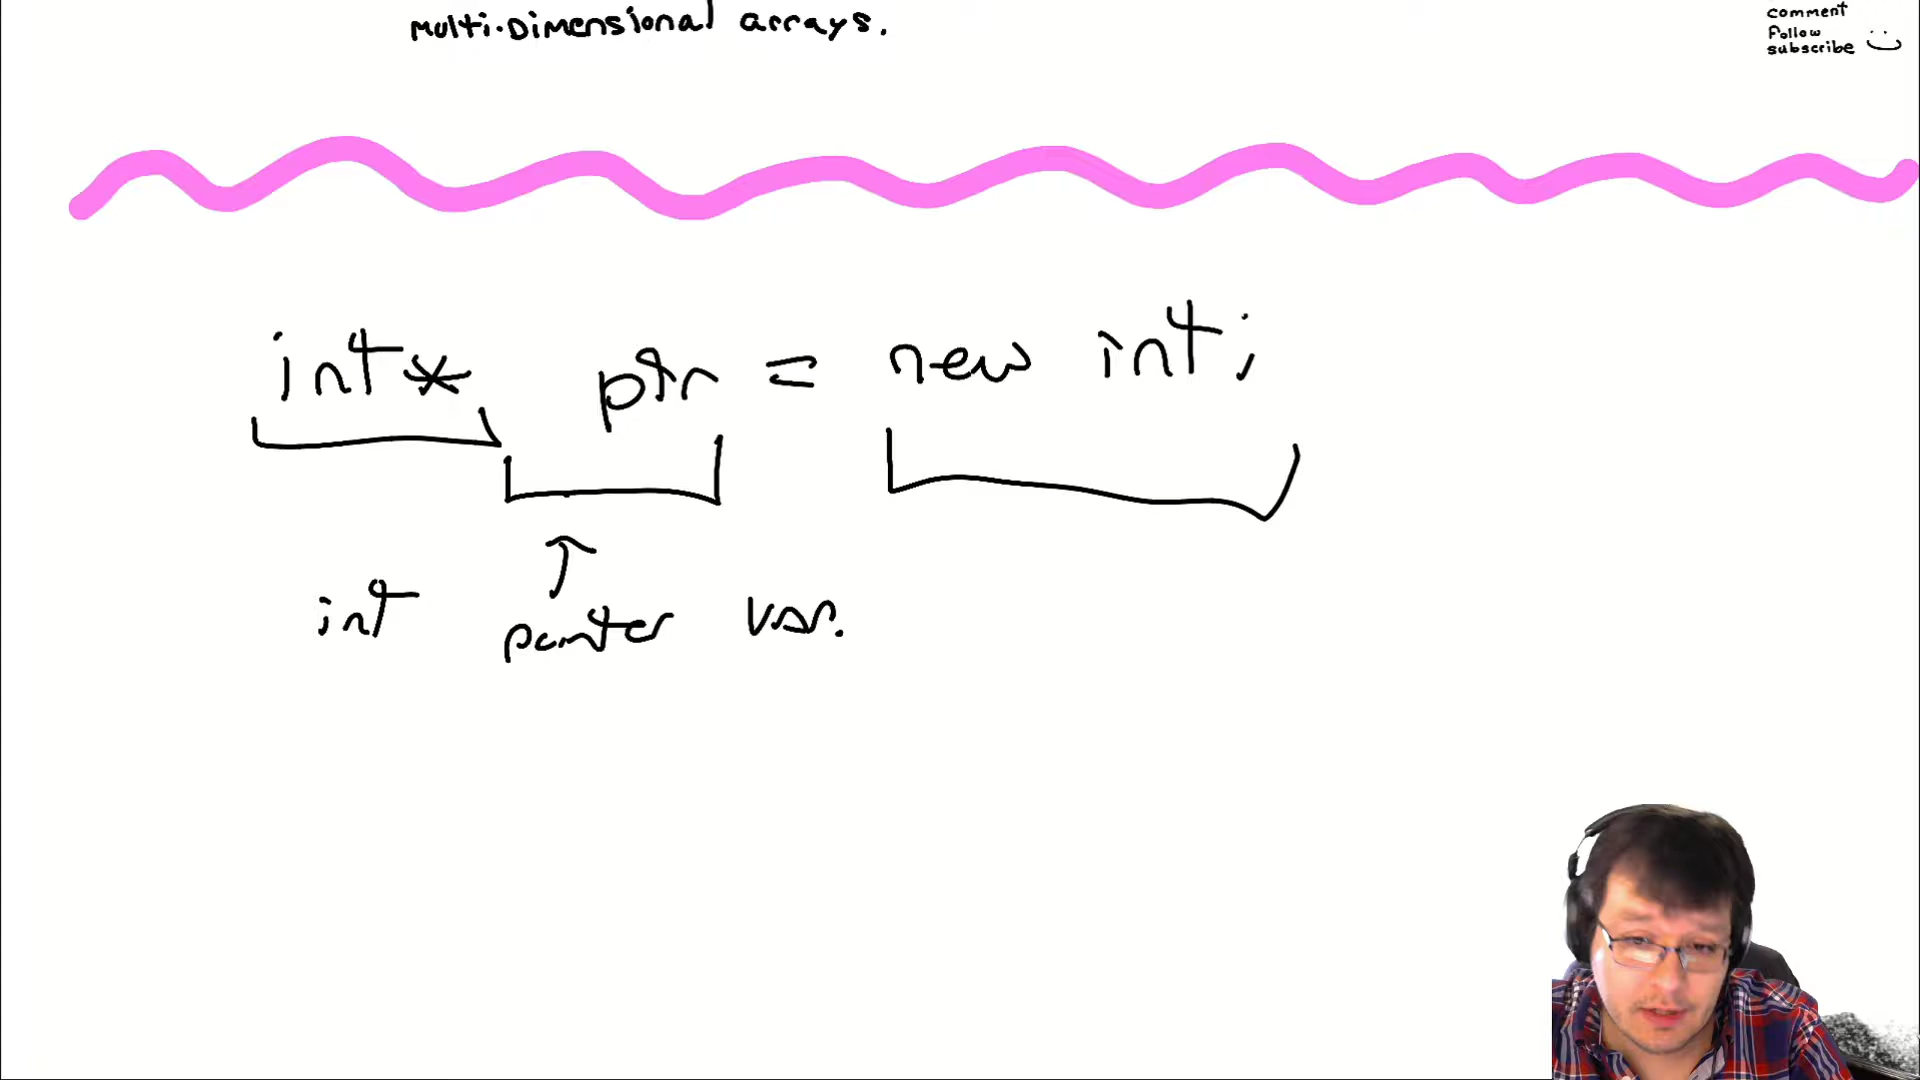 multi-Dimensional arrays.
comment
Follow
subscribe
int* ptr = new int;
int pointer var.